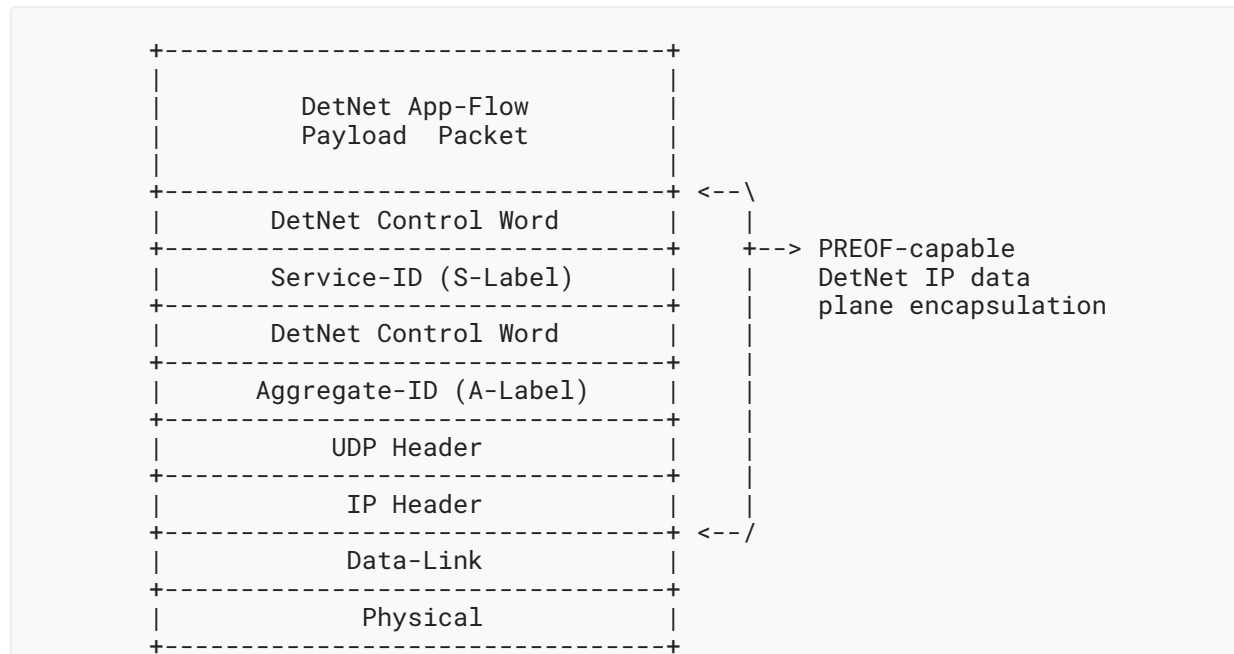 DetNet App-Flow
Payload Packet
DetNet Control Word
PREOF-capable
Service-ID (S-Label)
DetNet IP data
plane encapsulation
DetNet Control Word
Aggregate-ID (A-Label)
UDP Header
IP Header
Data-Link
Physical